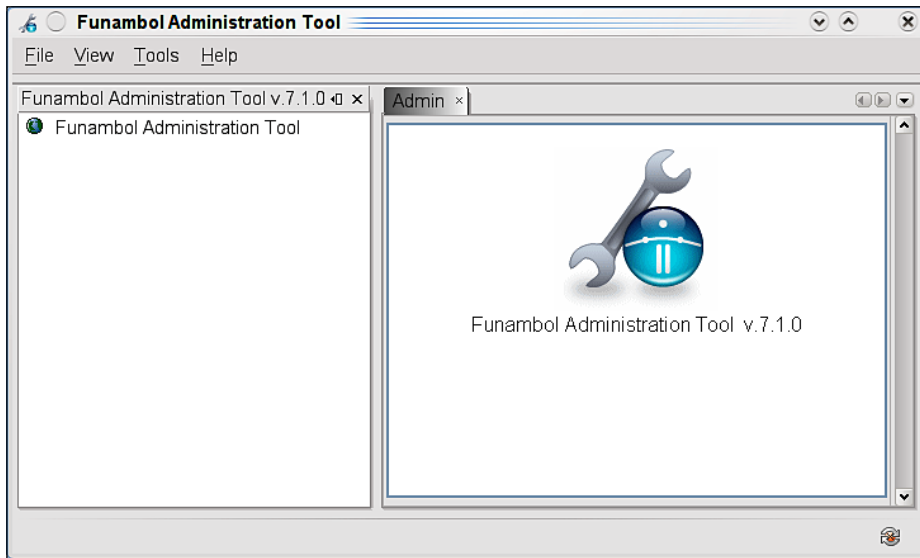 Funambol Administration Tool
File View Tools Help
Funambol Administration Tool v.7.1.0
Funambol Administration Tool
Admin
Funambol Administration Tool v.7.1.0